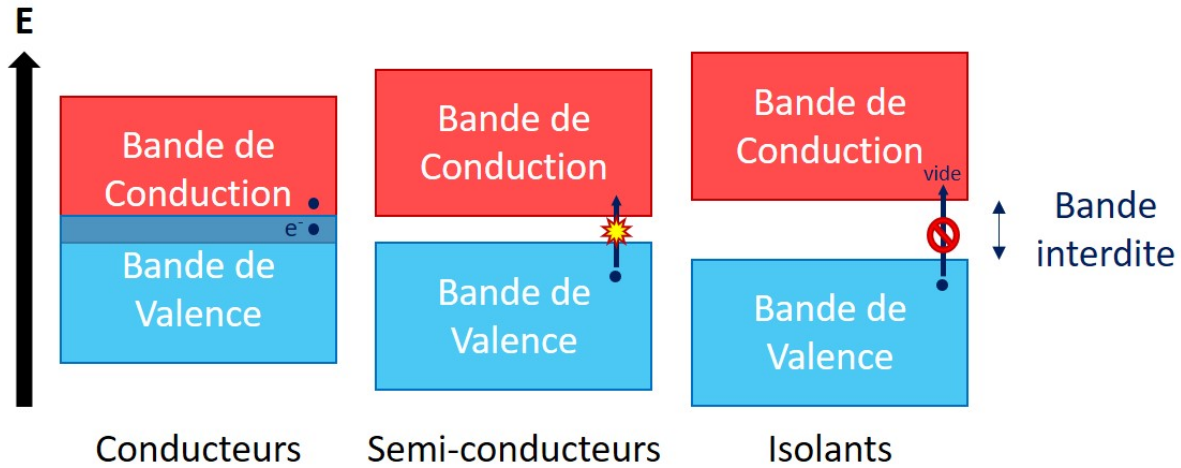 E
Bande de
Conduction
e-
Bande de
Valence
Conducteurs
Bande de
Conduction
Bande de
Valence
Semi-conducteurs
Bande de
Conduction
vide
Bande de
Valence
Isolants
Bande
interdite